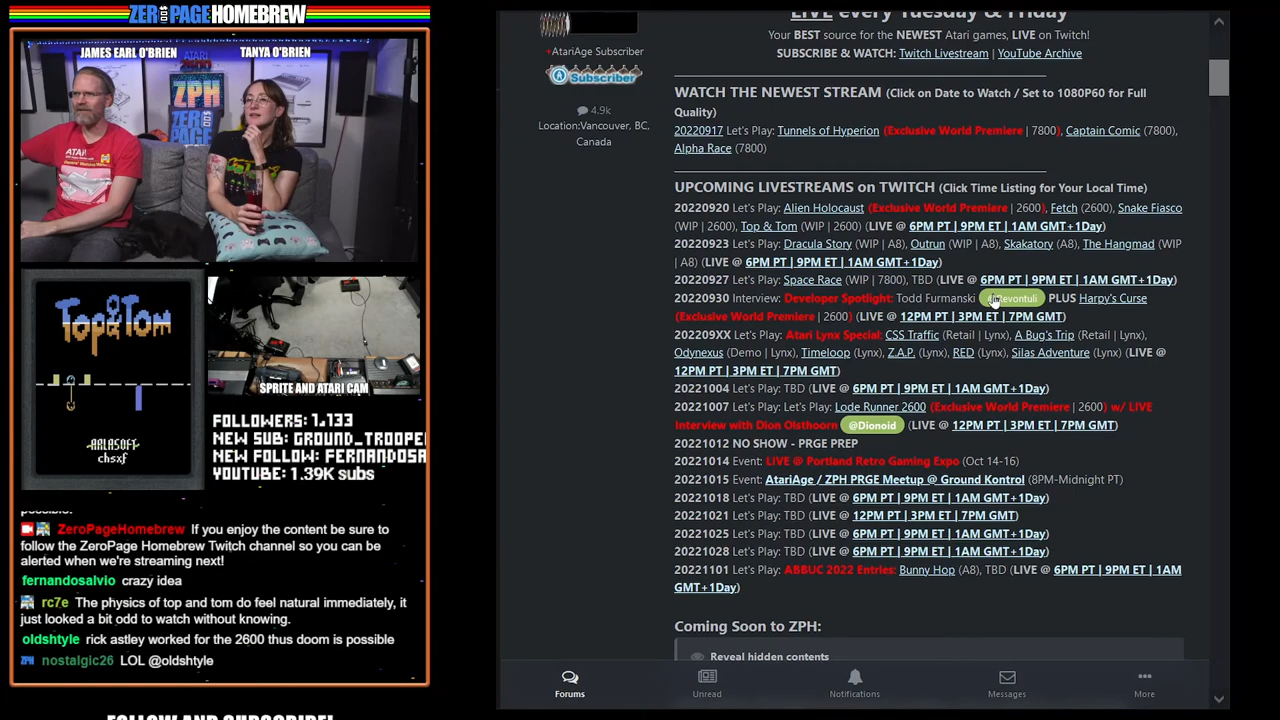 ZEROPAGE HOMEBREW
JAMES EARL O'BRIEN
TANYA O'BRIEN
ATARI
ZPH
ZERO
PAGE
Top & Tom
ARLASOFT
chsxf
SPRITE AND ATARI CAM
FOLLOWERS: 1,133
NEW SUB: GROUND_TROOPER
NEW FOLLOW: FERNANDOSA
YOUTUBE: 1.39K subs
possible.
ZeroPageHomebrew If you enjoy the content be sure to
follow the ZeroPage Homebrew Twitch channel so you can be
alerted when we're streaming next!
fernandosalvio crazy idea
rc7e The physics of top and tom do feel natural immediately, it
just looked a bit odd to watch without knowing.
oldshtyle rick astley worked for the 2600 thus doom is possible
ZPH nostalgic26 LOL @oldshtyle
FOLLOW AND SUBSCRIBE!
+AtariAge Subscriber
Subscriber
4.9k
Location:Vancouver, BC,
Canada
LIVE every Tuesday & Friday
Your BEST source for the NEWEST Atari games, LIVE on Twitch!
SUBSCRIBE & WATCH: Twitch Livestream | YouTube Archive
WATCH THE NEWEST STREAM (Click on Date to Watch / Set to 1080P60 for Full
Quality)
20220917 Let's Play: Tunnels of Hyperion (Exclusive World Premiere | 7800), Captain Comic (7800),
Alpha Race (7800)
UPCOMING LIVESTREAMS on TWITCH (Click Time Listing for Your Local Time)
20220920 Let's Play: Alien Holocaust (Exclusive World Premiere | 2600), Fetch (2600), Snake Fiasco
(WIP | 2600), Top & Tom (WIP | 2600) (LIVE @ 6PM PT | 9PM ET | 1AM GMT+1Day)
20220923 Let's Play: Dracula Story (WIP | A8), Outrun (WIP | A8), Skakatory (A8), The Hangmad (WIP
| A8) (LIVE @ 6PM PT | 9PM ET | 1AM GMT+1Day)
20220927 Let's Play: Space Race (WIP | 7800), TBD (LIVE @ 6PM PT | 9PM ET | 1AM GMT+1Day)
20220930 Interview: Developer Spotlight: Todd Furmanski @Revontuli PLUS Harpy's Curse
(Exclusive World Premiere | 2600) (LIVE @ 12PM PT | 3PM ET | 7PM GMT)
202209XX Let's Play: Atari Lynx Special: CSS Traffic (Retail | Lynx), A Bug's Trip (Retail | Lynx),
Odynexus (Demo | Lynx), Timeloop (Lynx), Z.A.P. (Lynx), RED (Lynx), Silas Adventure (Lynx) (LIVE @
12PM PT | 3PM ET | 7PM GMT)
20221004 Let's Play: TBD (LIVE @ 6PM PT | 9PM ET | 1AM GMT+1Day)
20221007 Let's Play: Let's Play: Lode Runner 2600 (Exclusive World Premiere | 2600) w/ LIVE
Interview with Dion Olsthoorn @Dionoid (LIVE @ 12PM PT | 3PM ET | 7PM GMT)
20221012 NO SHOW - PRGE PREP
20221014 Event: LIVE @ Portland Retro Gaming Expo (Oct 14-16)
20221015 Event: AtariAge / ZPH PRGE Meetup @ Ground Kontrol (8PM-Midnight PT)
20221018 Let's Play: TBD (LIVE @ 6PM PT | 9PM ET | 1AM GMT+1Day)
20221021 Let's Play: TBD (LIVE @ 12PM PT | 3PM ET | 7PM GMT)
20221025 Let's Play: TBD (LIVE @ 6PM PT | 9PM ET | 1AM GMT+1Day)
20221028 Let's Play: TBD (LIVE @ 12PM PT | 3PM ET | 7PM GMT)
20221101 Let's Play: ABBUC 2022 Entries: Bunny Hop (A8), TBD (LIVE @ 6PM PT | 9PM ET | 1AM
GMT+1Day)
Coming Soon to ZPH:
Reveal hidden contents
Forums
Unread
Notifications
Messages
More